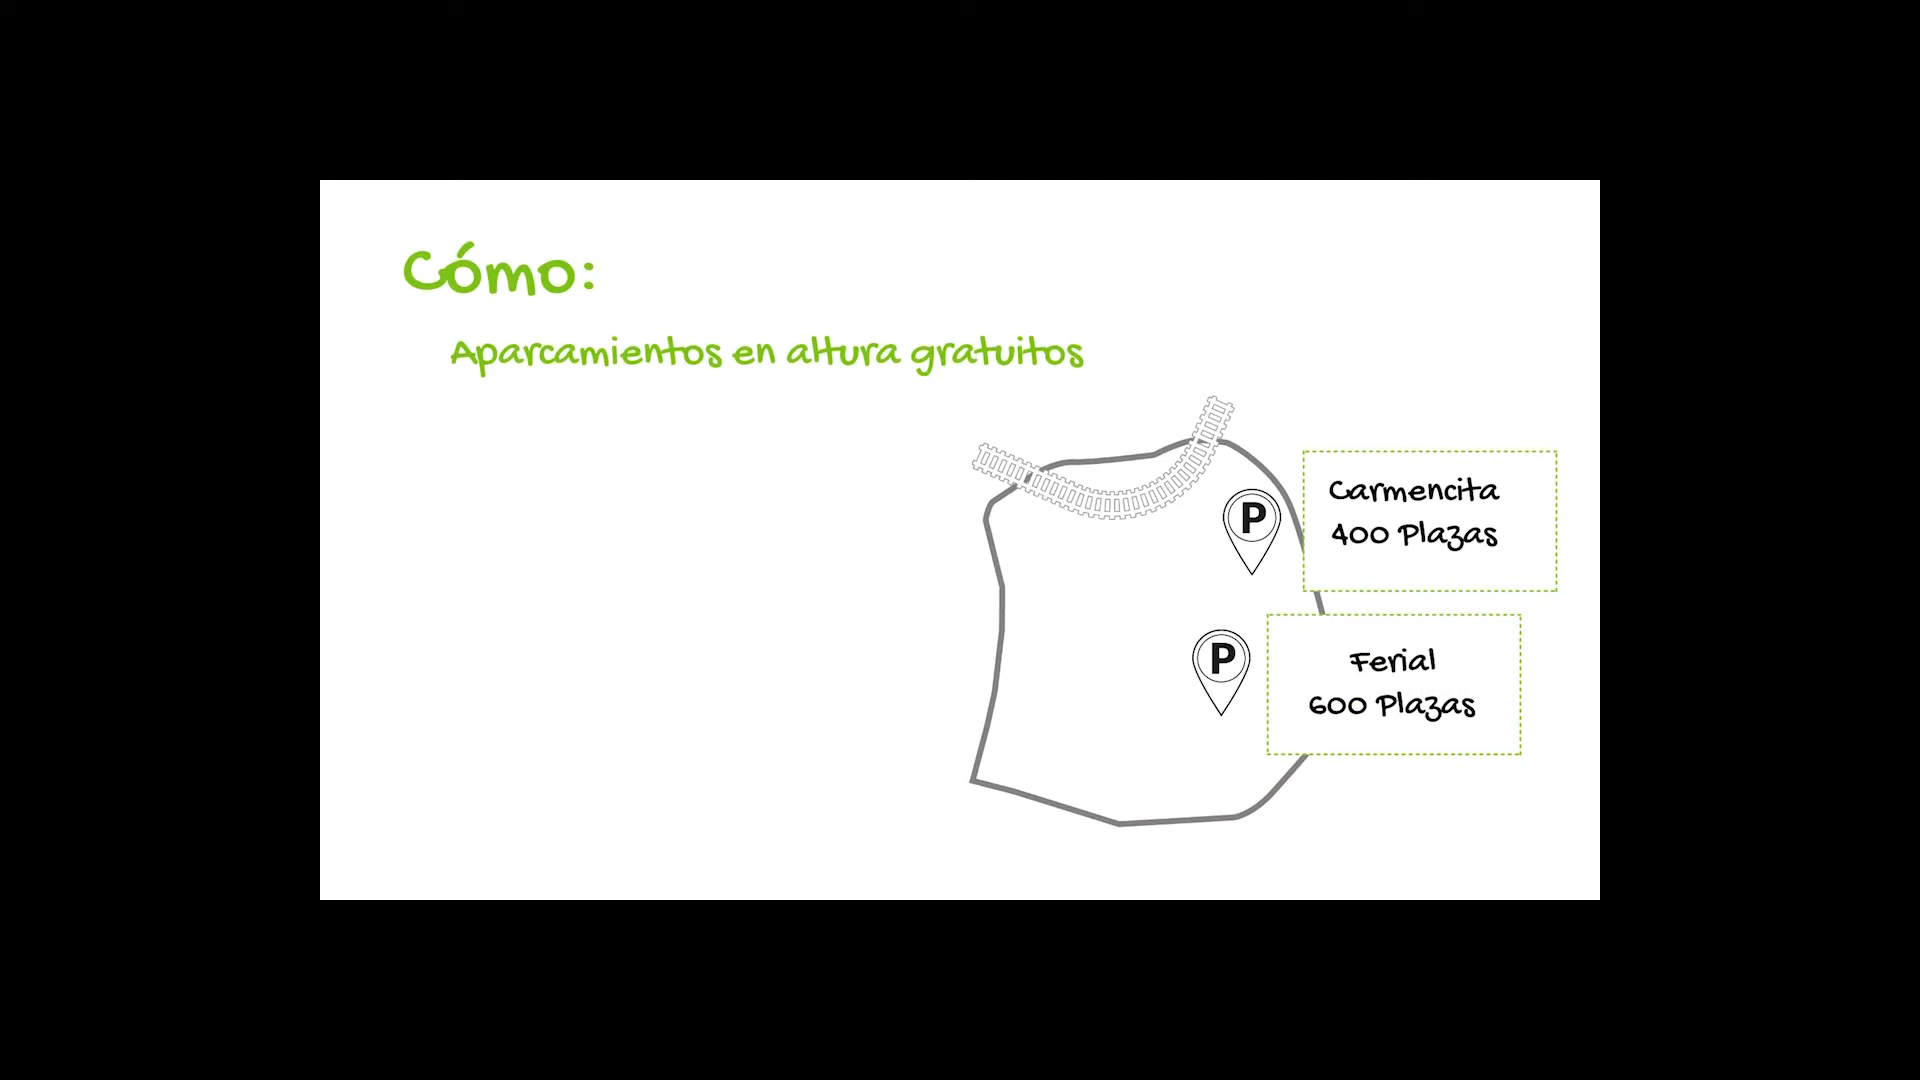 Cómo:
Aparcamientos en altura gratuitos
P
Carmencita
400 Plazas
P
Ferial
600 Plazas